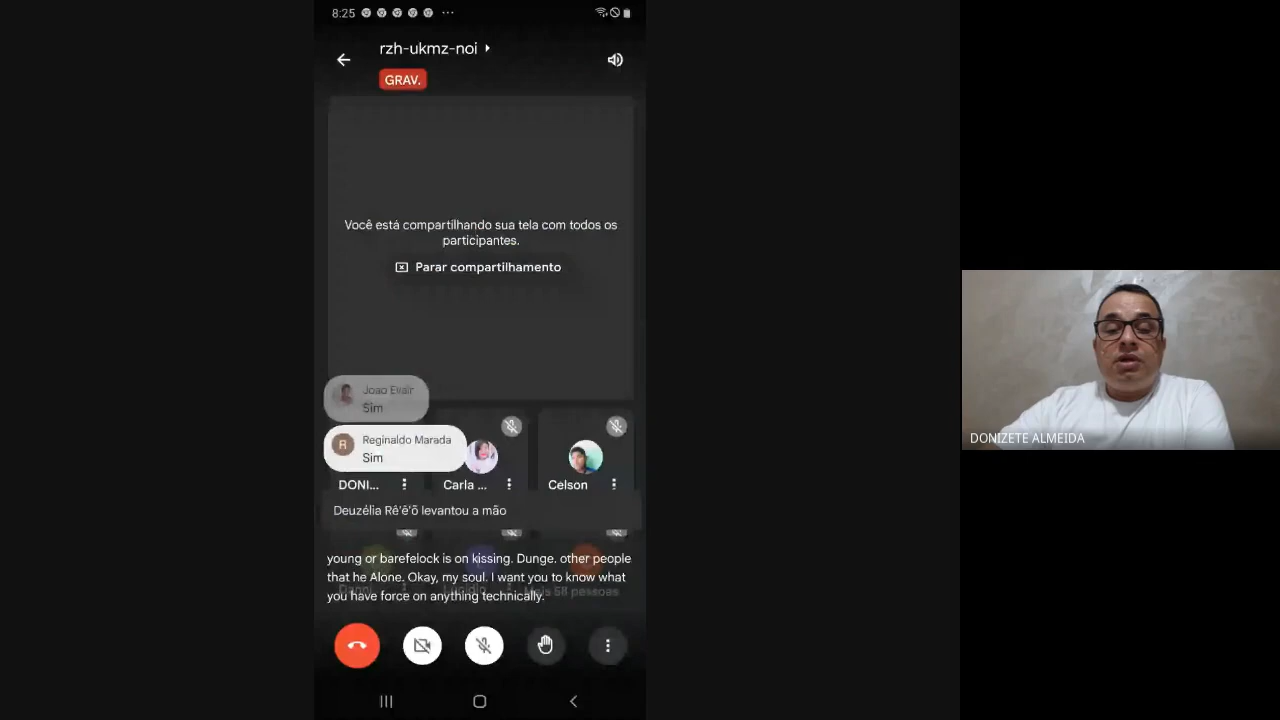 8:25
rzh-ukmz-noi
GRAV.
Você está compartilhando sua tela com todos os
participantes.
Parar compartilhamento
Joao Evair
Sim
R
Reginaldo Marada
Sim
DONI...
Carla ...
Celson
Deuzélia Rê'ê'õ levantou a mão
young or barefelock is on kissing. Dunge. other people
that he Alone. Okay, my soul. I want you to know what
you have force on anything technically.
Mais 58 pessoas
DONIZETE ALMEIDA